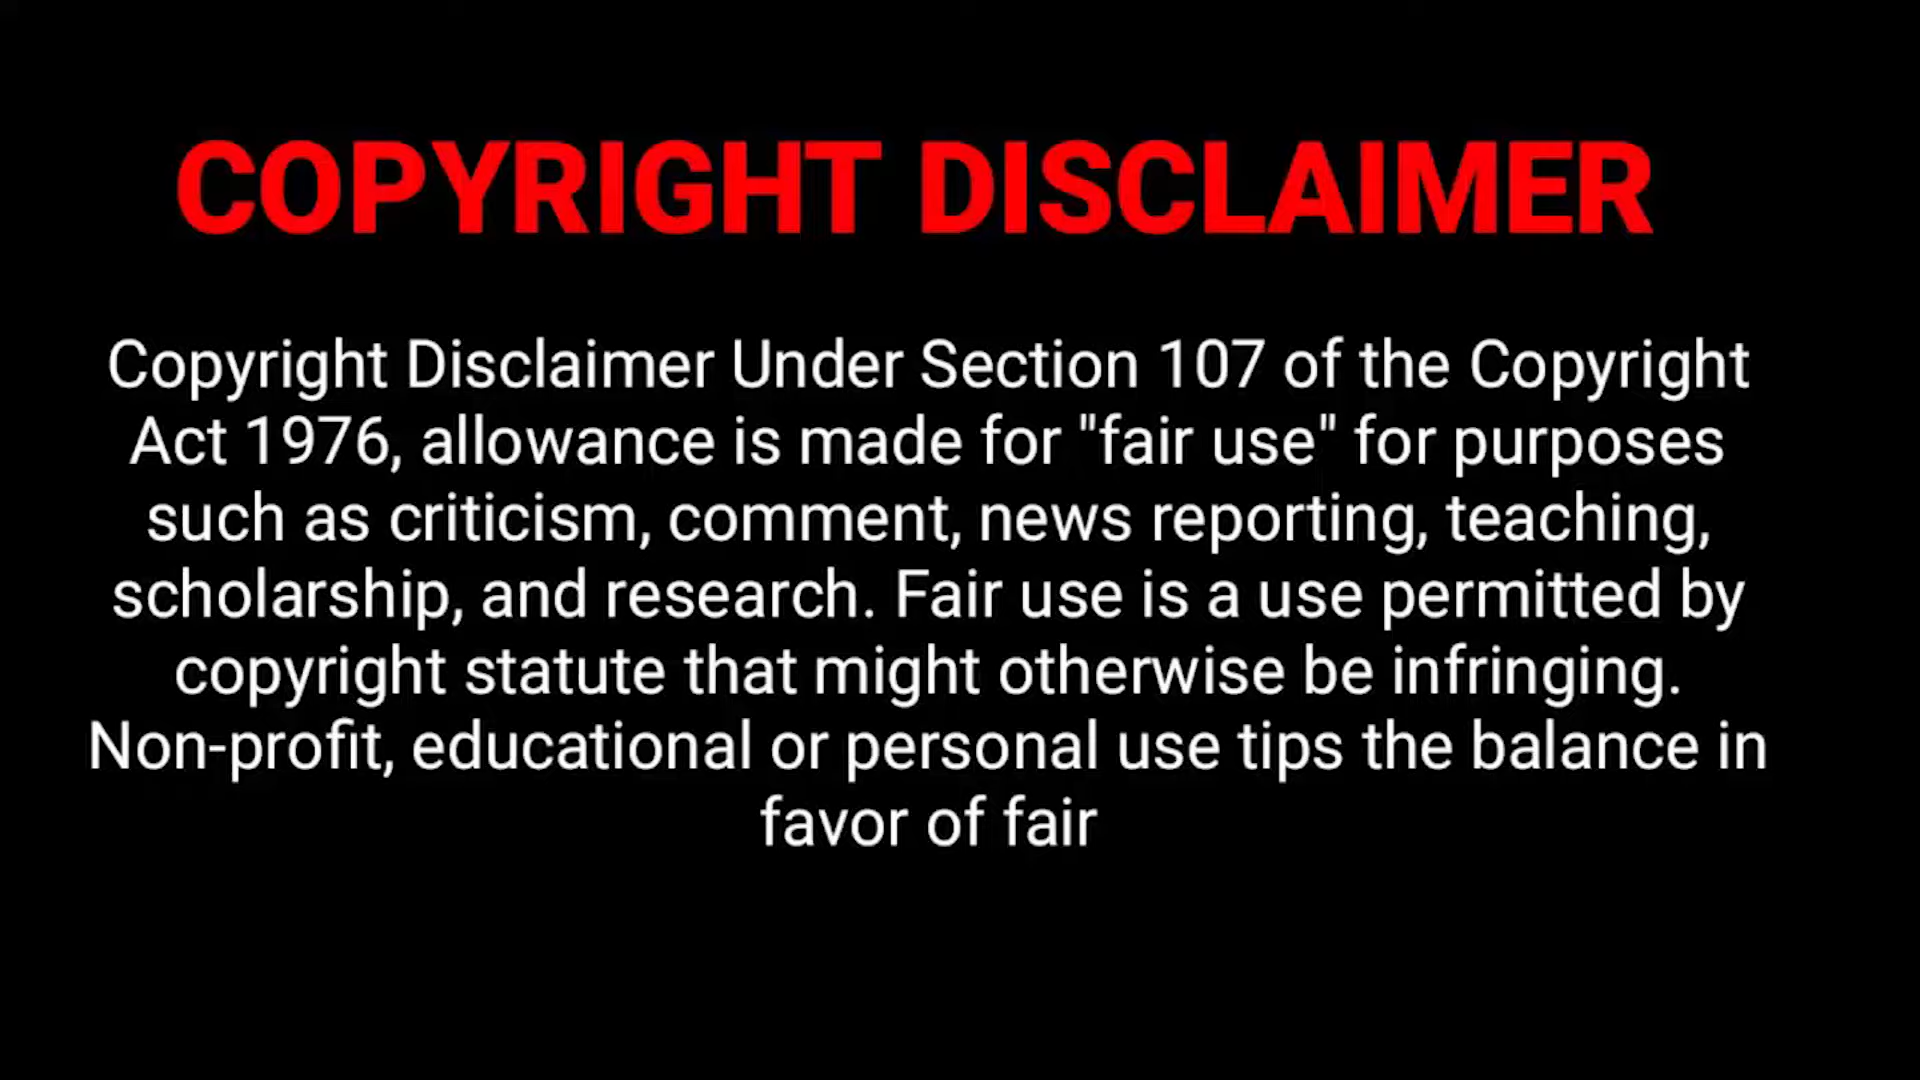 COPYRIGHT DISCLAIMER
Copyright Disclaimer Under Section 107 of the Copyright
Act 1976, allowance is made for "fair use" for purposes
such as criticism, comment, news reporting, teaching,
scholarship, and research. Fair use is a use permitted by
copyright statute that might otherwise be infringing.
Non-profit, educational or personal use tips the balance in
favor of fair